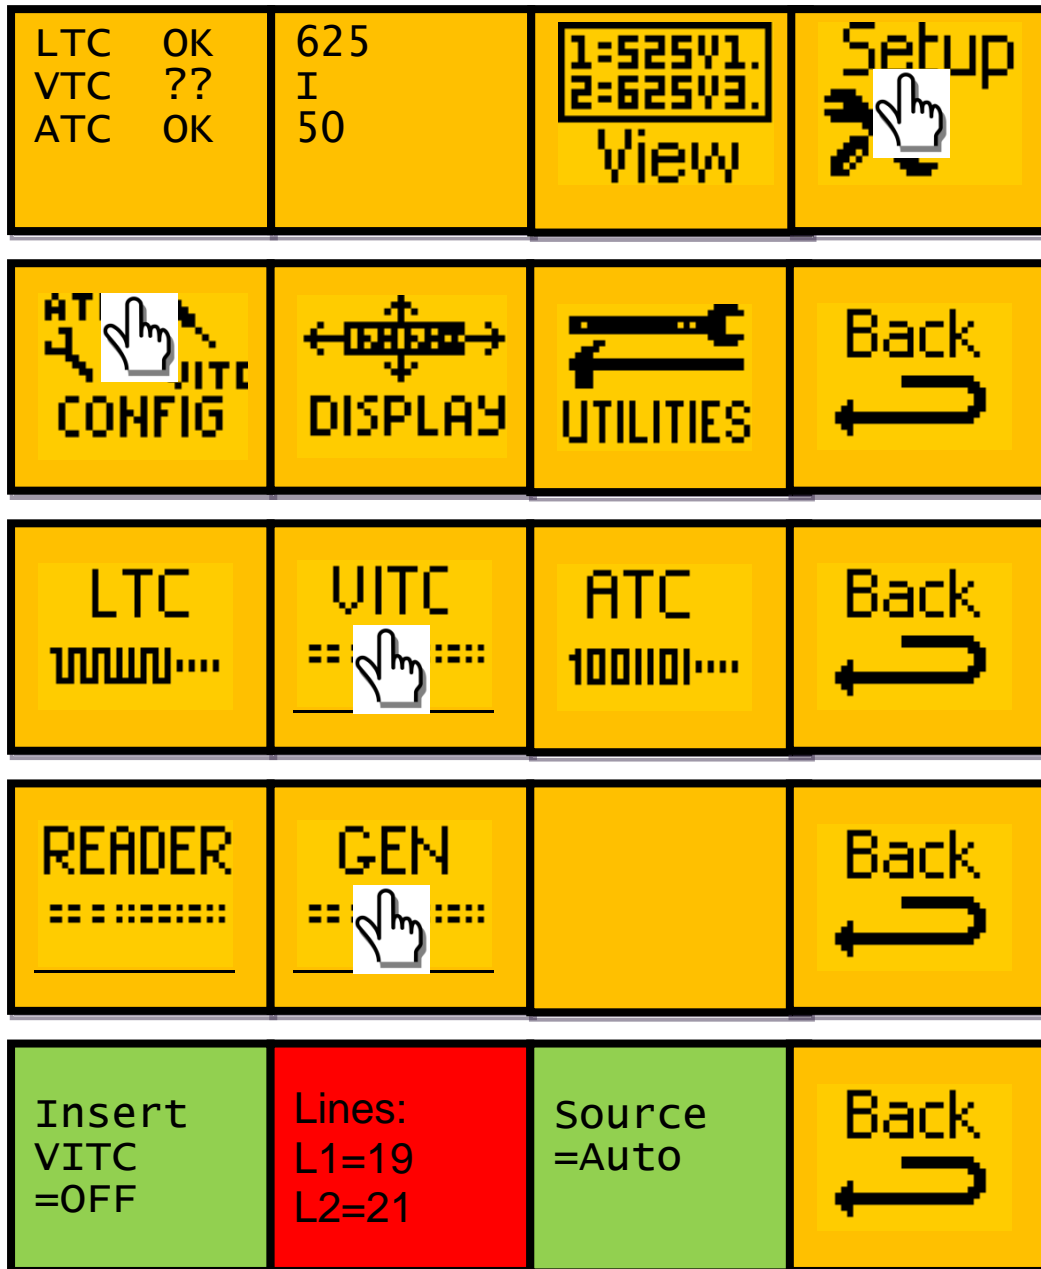 LTC OK
VTC ??
ATC OK
625
I
50
1=525V1.
2=625V3.
View
Setup
VITC
CONFIG
DISPLAY
UTILITIES
Back
LTC
VITC
ATC
1001101
Back
READER
GEN
Back
Insert
VITC
=OFF
Lines:
L1=19
L2=21
Source
=Auto
Back